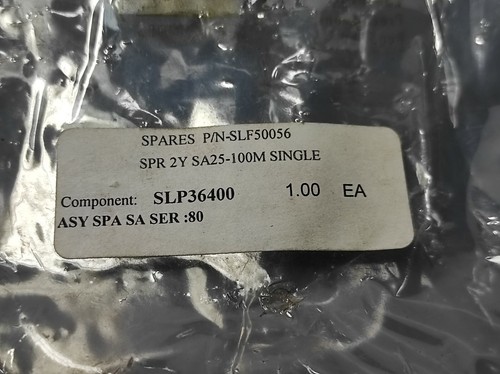 SPARES P/N-SLF50056
SPR 2Y SA25-100M SINGLE
Component: SLP36400 1.00 EA
ASY SPA SA SER :80